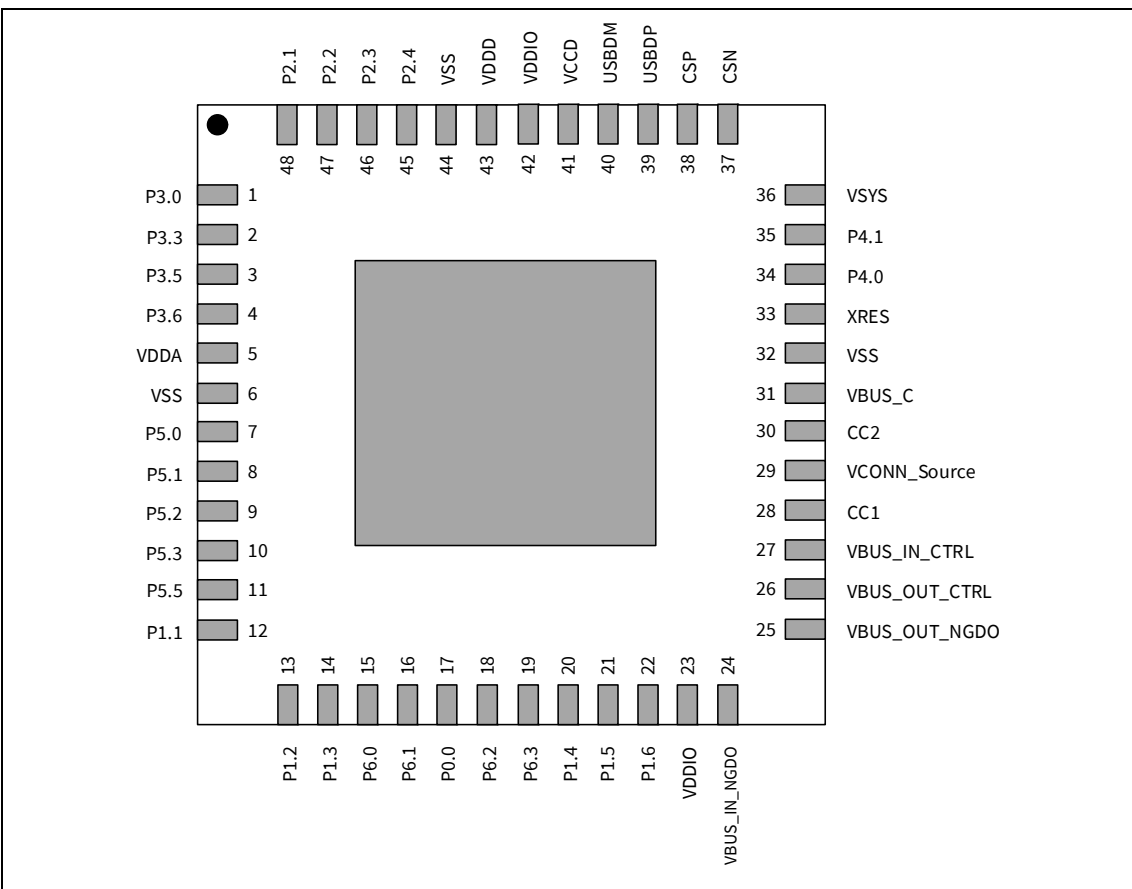 P2.1 P2.2 P2.3 P2.4 VSS VDDD VDDIO VCCD USBDM USBDP CSP CSN
48 47 46 45 44 43 42 41 40 39 38 37
P3.0 1 36 VSYS
P3.3 2 35 P4.1
P3.5 3 34 P4.0
P3.6 4 33 XRES
VDDA 5 32 VSS
VSS 6 31 VBUS_C
P5.0 7 30 CC2
P5.1 8 29 VCONN_Source
P5.2 9 28 CC1
P5.3 10 27 VBUS_IN_CTRL
P5.5 11 26 VBUS_OUT_CTRL
P1.1 12 25 VBUS_OUT_NGDO
13 14 15 16 17 18 19 20 21 22 23 24
P1.2 P1.3 P6.0 P6.1 P0.0 P6.2 P6.3 P1.4 P1.5 P1.6 VDDIO VBUS_IN_NGDO